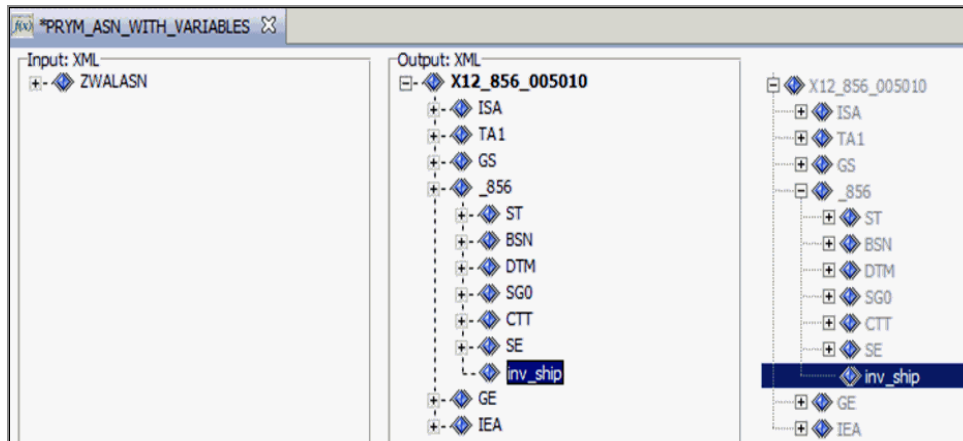 f(x) *PRYM_ASN_WITH_VARIABLES
Input: XML
ZWALASN
Output: XML
X12_856_005010
ISA
TA1
GS
_856
ST
BSN
DTM
SG0
CTT
SE
inv_ship
GE
IEA
X12_856_005010
ISA
TA1
GS
_856
ST
BSN
DTM
SG0
CTT
SE
inv_ship
GE
IEA